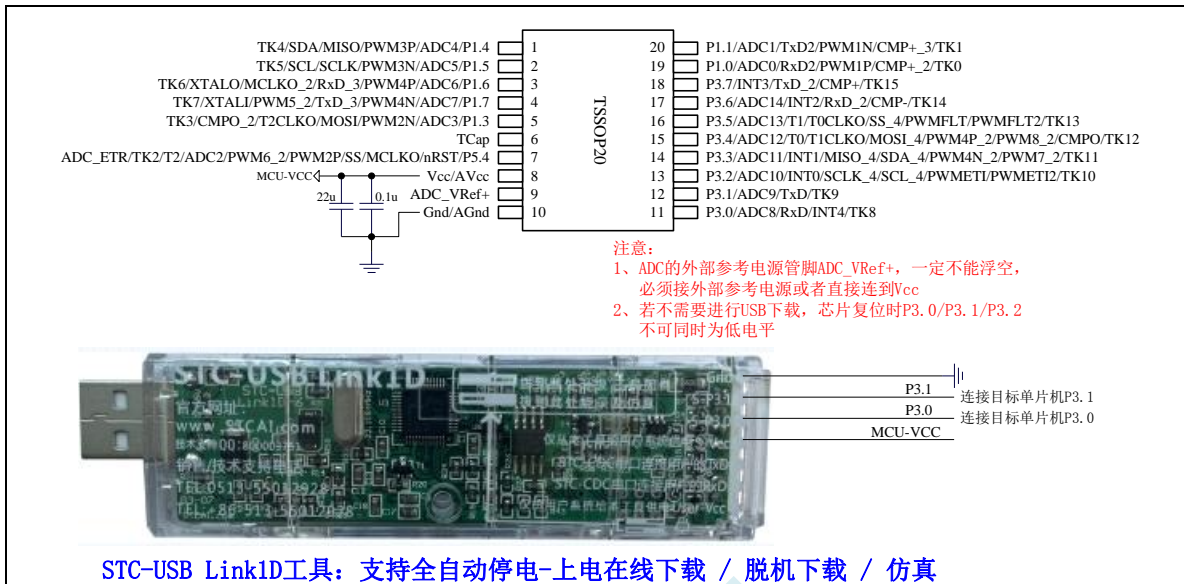 TK4/SDA/MISO/PWM3P/ADC4/P1.4 1
TK5/SCL/SCLK/PWM3N/ADC5/P1.5 2
TK6/XTALO/MCLKO_2/RxD_3/PWM4P/ADC6/P1.6 3
TK7/XTALI/PWM5_2/TxD_3/PWM4N/ADC7/P1.7 4
TK3/CMPO_2/T2CLKO/MOSI/PWM2N/ADC3/P1.3 5
TCap 6
ADC_ETR/TK2/T2/ADC2/PWM6_2/PWM2P/SS/MCLKO/nRST/P5.4 7
MCU-VCC Vcc/AVcc 8
22u 0.1u ADC_VRef+ 9
Gnd/AGnd 10
TSSOP20
20 P1.1/ADC1/TxD2/PWM1N/CMP+_3/TK1
19 P1.0/ADC0/RxD2/PWM1P/CMP+_2/TK0
18 P3.7/INT3/TxD_2/CMP+/TK15
17 P3.6/ADC14/INT2/RxD_2/CMP-/TK14
16 P3.5/ADC13/T1/T0CLKO/SS_4/PWMFLT/PWMFLT2/TK13
15 P3.4/ADC12/T0/T1CLKO/MOSI_4/PWM4P_2/PWM8_2/CMPO/TK12
14 P3.3/ADC11/INT1/MISO_4/SDA_4/PWM4N_2/PWM7_2/TK11
13 P3.2/ADC10/INT0/SCLK_4/SCL_4/PWMETI/PWMETI2/TK10
12 P3.1/ADC9/TxD/TK9
11 P3.0/ADC8/RxD/INT4/TK8
注意：
1、ADC的外部参考电源管脚ADC_VRef+，一定不能浮空，
必须接外部参考电源或者直接连到Vcc
2、若不需要进行USB下载，芯片复位时P3.0/P3.1/P3.2
不可同时为低电平
STC-USB Link1D
官方网址：
www.STCAI.com
TEL:0513-55012928
P3.1 连接目标单片机P3.1
P3.0 连接目标单片机P3.0
MCU-VCC
STC-USB Link1D工具：支持全自动停电-上电在线下载 / 脱机下载 / 仿真